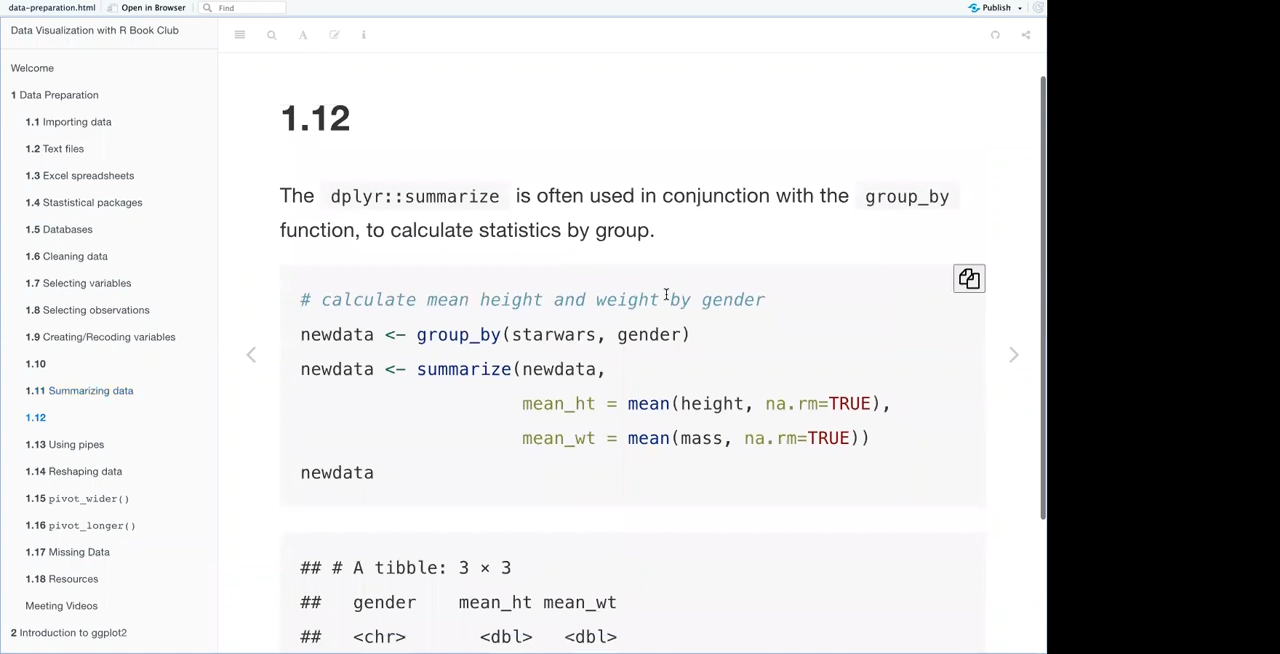 data-preparation.html Open in Browser Find Publish
Data Visualization with R Book Club
Welcome
1 Data Preparation
1.1 Importing data
1.2 Text files
1.3 Excel spreadsheets
1.4 Stastistical packages
1.5 Databases
1.6 Cleaning data
1.7 Selecting variables
1.8 Selecting observations
1.9 Creating/Recoding variables
1.10
1.11 Summarizing data
1.12
1.13 Using pipes
1.14 Reshaping data
1.15 pivot_wider()
1.16 pivot_longer()
1.17 Missing Data
1.18 Resources
Meeting Videos
2 Introduction to ggplot2
1.12
The dplyr::summarize is often used in conjunction with the group_by
function, to calculate statistics by group.
# calculate mean height and weight by gender
newdata <- group_by(starwars, gender)
newdata <- summarize(newdata,
mean_ht = mean(height, na.rm=TRUE),
mean_wt = mean(mass, na.rm=TRUE))
newdata
## # A tibble: 3 × 3
## gender mean_ht mean_wt
## <chr> <dbl> <dbl>